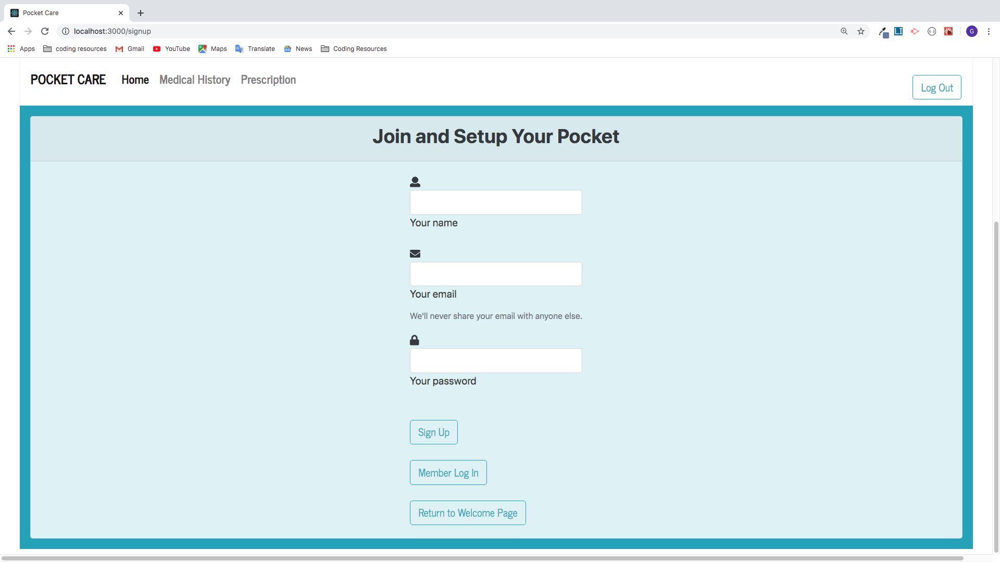 Pocket Care
localhost:3000/signup
G
Apps coding resources Gmail YouTube Maps Translate News Coding Resources
POCKET CARE Home Medical History Prescription
Log Out
Join and Setup Your Pocket
Your name
Your email
We'll never share your email with anyone else.
Your password
Sign Up
Member Log In
Return to Welcome Page